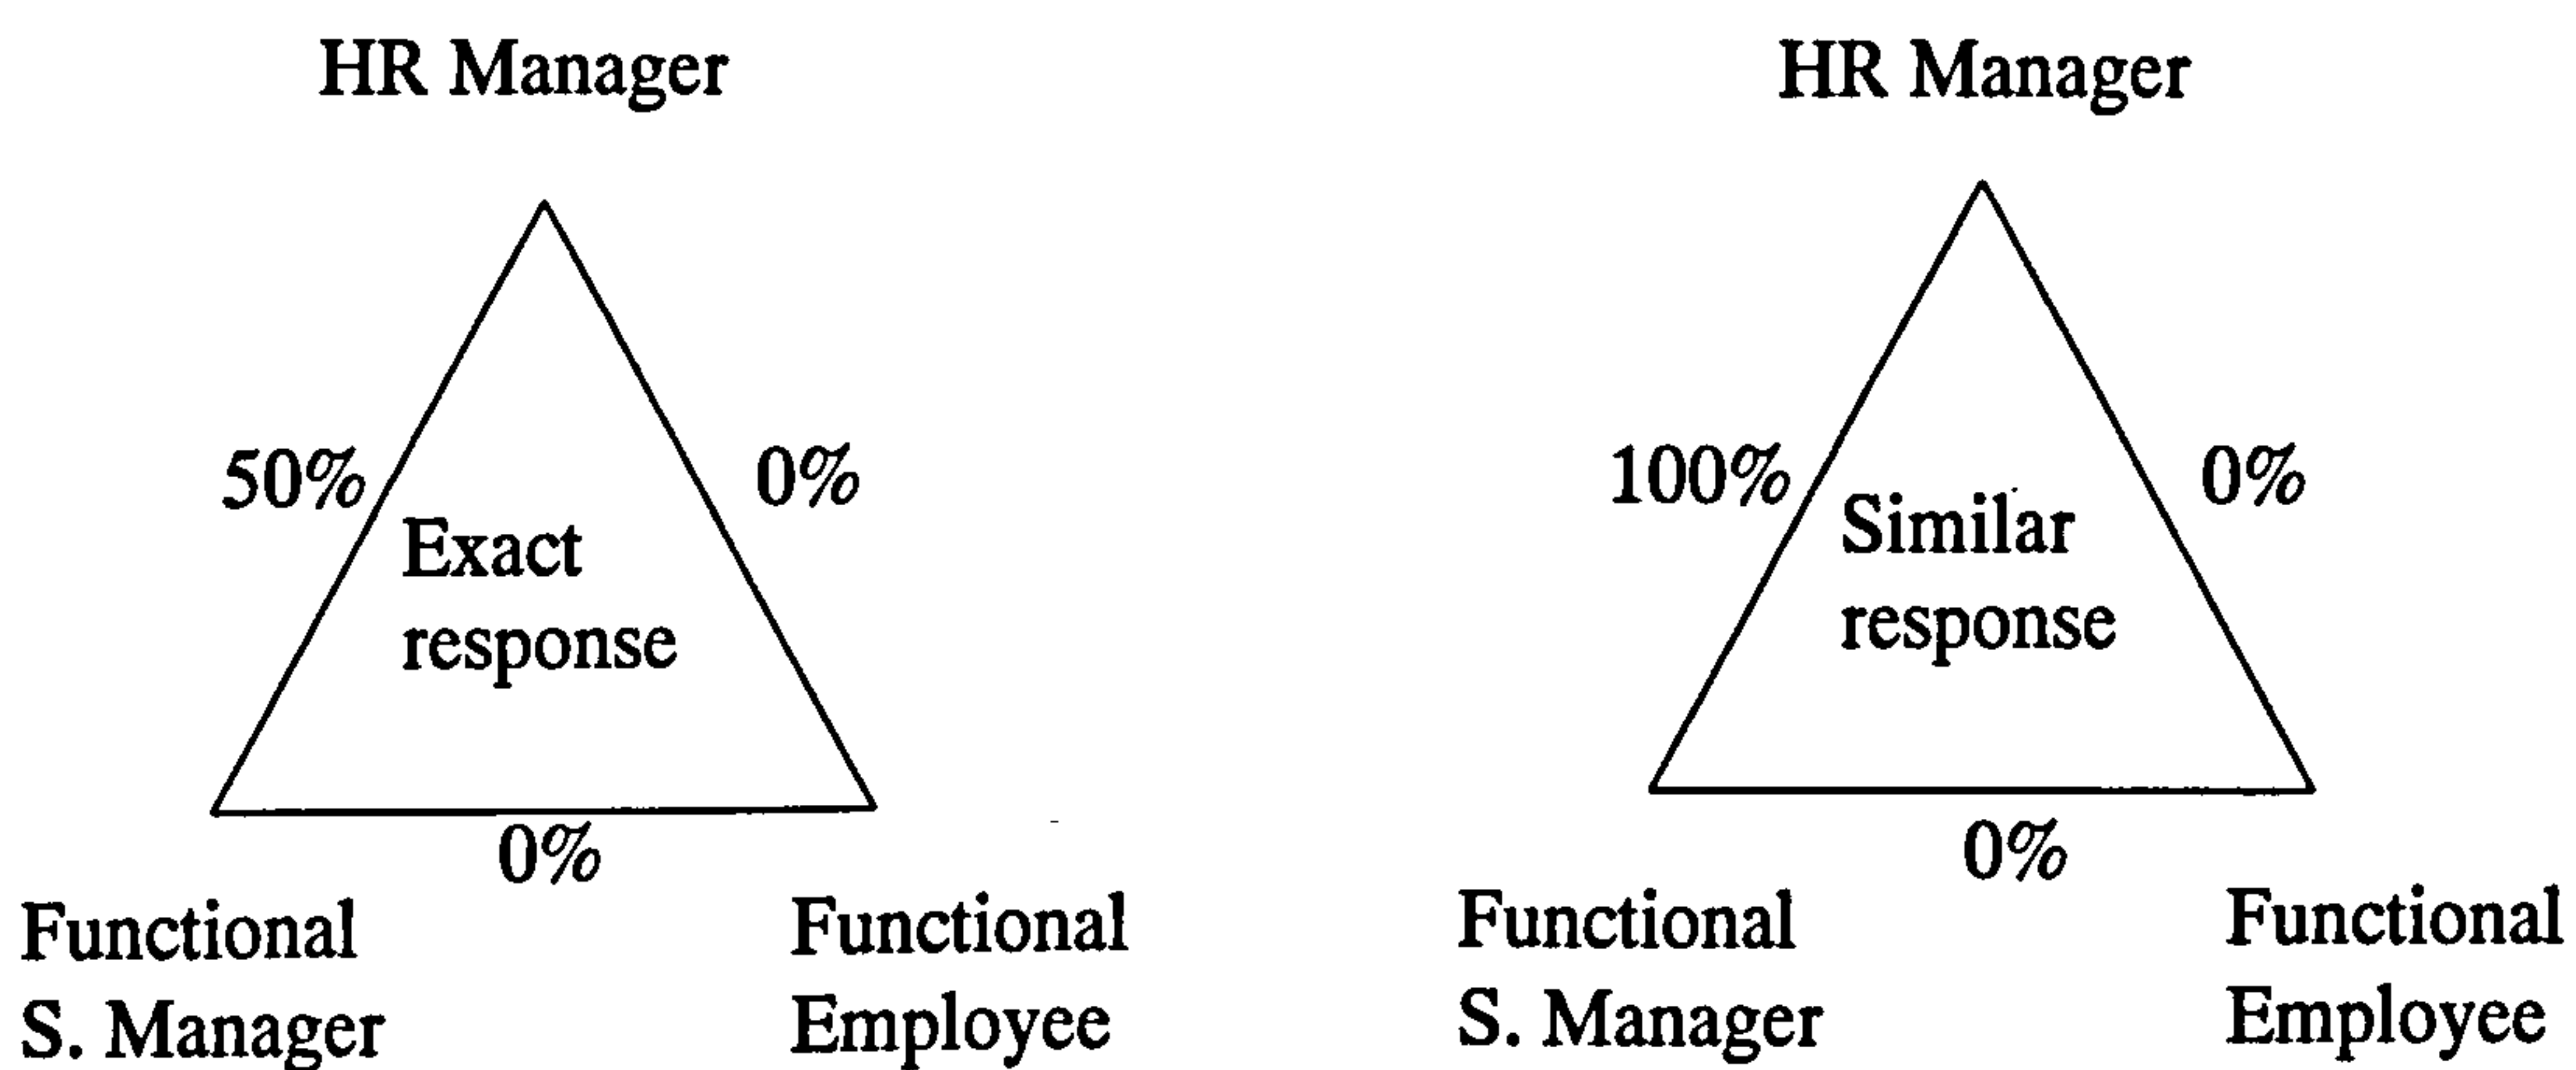 HR Manager
50%
0%
Exact
response
0%
Functional
S. Manager
Functional
Employee
HR Manager
100%
0%
Similar
response
0%
Functional
S. Manager
Functional
Employee